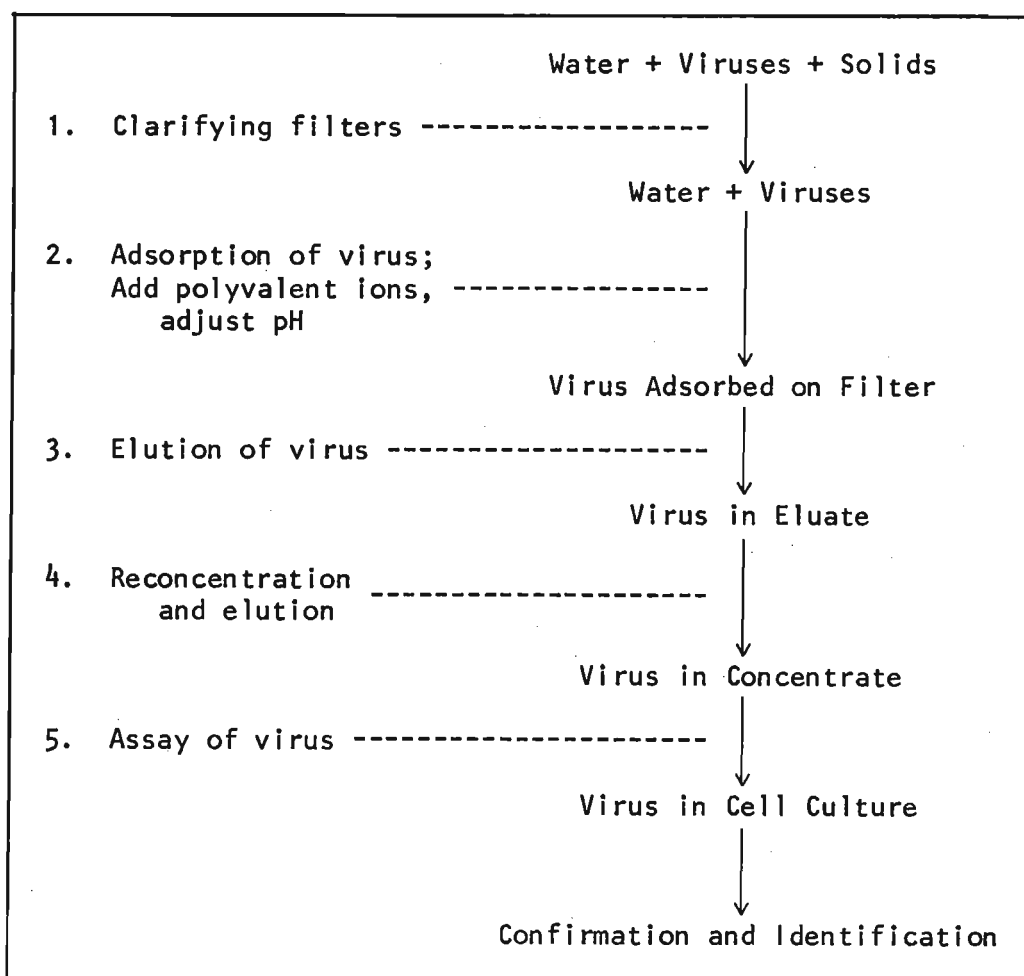 Water + Viruses + Solids
1. Clarifying filters
Water + Viruses
2. Adsorption of virus;
Add polyvalent ions,
adjust pH
Virus Adsorbed on Filter
3. Elution of virus
Virus in Eluate
4. Reconcentration
and elution
Virus in Concentrate
5. Assay of virus
Virus in Cell Culture
Confirmation and Identification